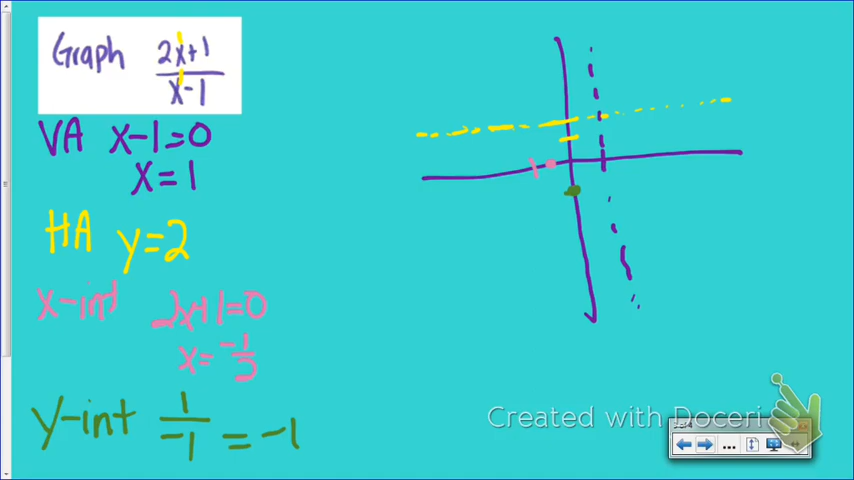 Graph 2x+1
x-1
VA x-1=0
x=1
HA y=2
x-int 2x+1=0
x=-1/2
y-int 1/-1 = -1
Created with Doceri